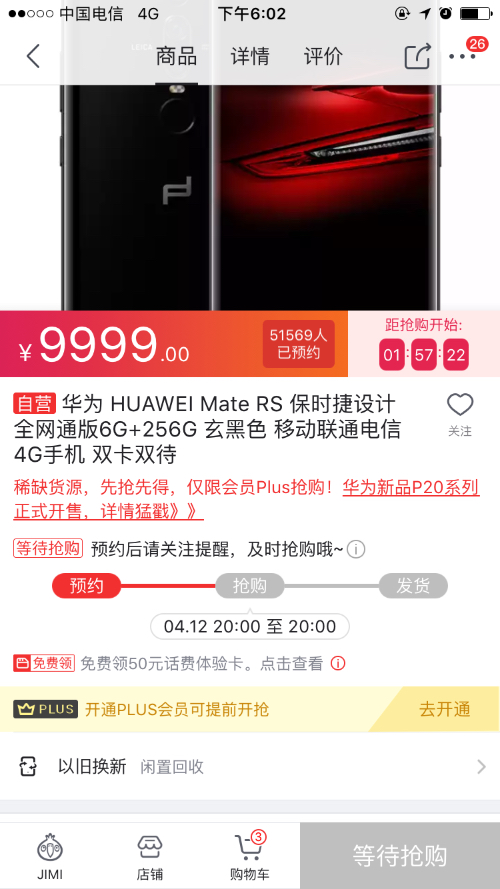 中国电信 4G 下午6:02
商品 详情 评价 26
¥9999.00
51569人
已预约
距抢购开始:
01:57:22
自营 华为 HUAWEI Mate RS 保时捷设计
全网通版6G+256G 玄黑色 移动联通电信
4G手机 双卡双待
关注
稀缺货源，先抢先得，仅限会员Plus抢购！华为新品P20系列
正式开售，详情猛戳》》
等待抢购 预约后请关注提醒，及时抢购哦~
预约 抢购 发货
04.12 20:00 至 20:00
免费领 免费领50元话费体验卡。点击查看
PLUS 开通PLUS会员可提前开抢 去开通
以旧换新 闲置回收
3
JIMI 店铺 购物车 等待抢购